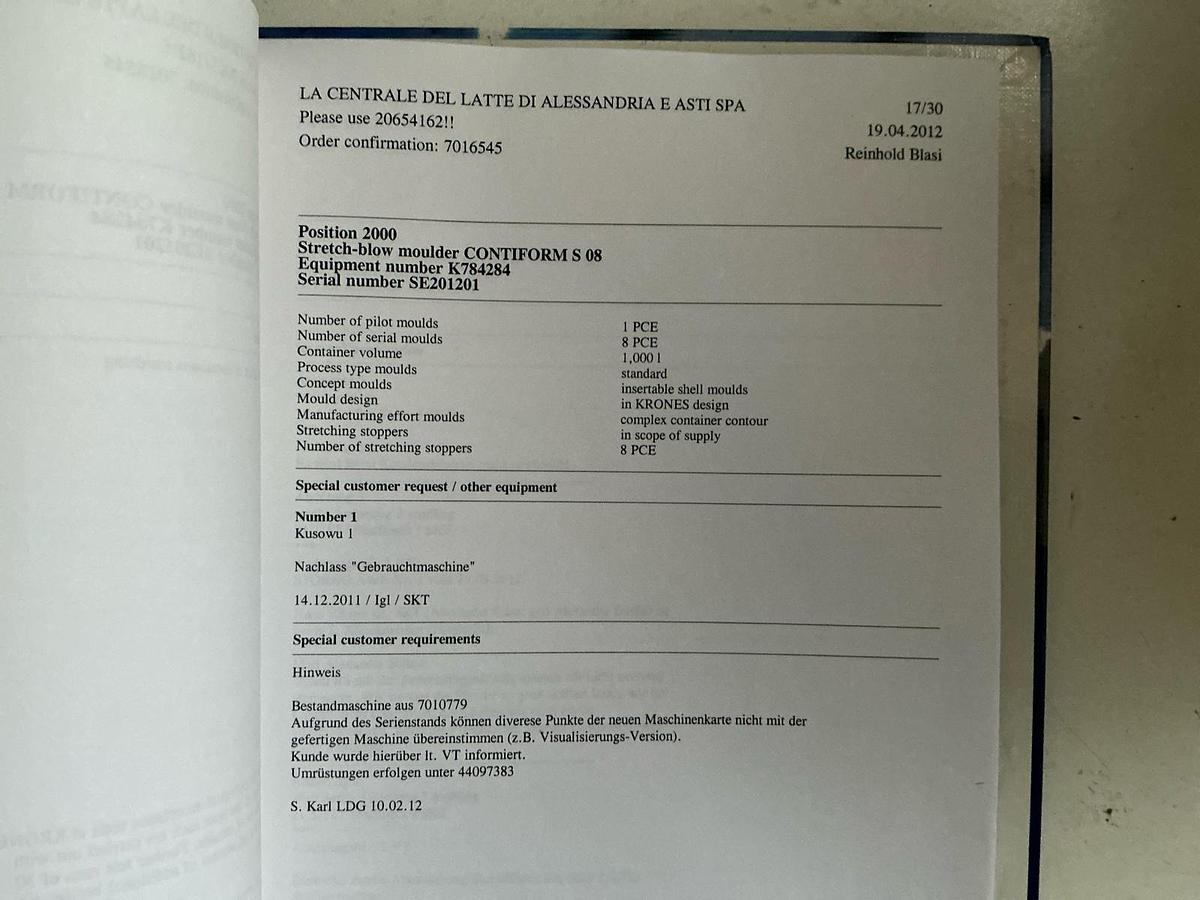 LA CENTRALE DEL LATTE DI ALESSANDRIA E ASTI SPA
Please use 20654162!!
Order confirmation: 7016545
17/30
19.04.2012
Reinhold Blasi
Position 2000
Stretch-blow moulder CONTIFORM S 08
Equipment number K784284
Serial number SE201201
Number of pilot moulds 1 PCE
Number of serial moulds 8 PCE
Container volume 1,000 l
Process type moulds standard
Concept moulds insertable shell moulds
Mould design in KRONES design
Manufacturing effort moulds complex container contour
Stretching stoppers in scope of supply
Number of stretching stoppers 8 PCE
Special customer request / other equipment
Number 1
Kusowu 1
Nachlass "Gebrauchtmaschine"
14.12.2011 / Igl / SKT
Special customer requirements
Hinweis
Bestandmaschine aus 7010779
Aufgrund des Serienstands können diverese Punkte der neuen Maschinenkarte nicht mit der
gefertigen Maschine übereinstimmen (z.B. Visualisierungs-Version).
Kunde wurde hierüber lt. VT informiert.
Umrüstungen erfolgen unter 44097383
S. Karl LDG 10.02.12